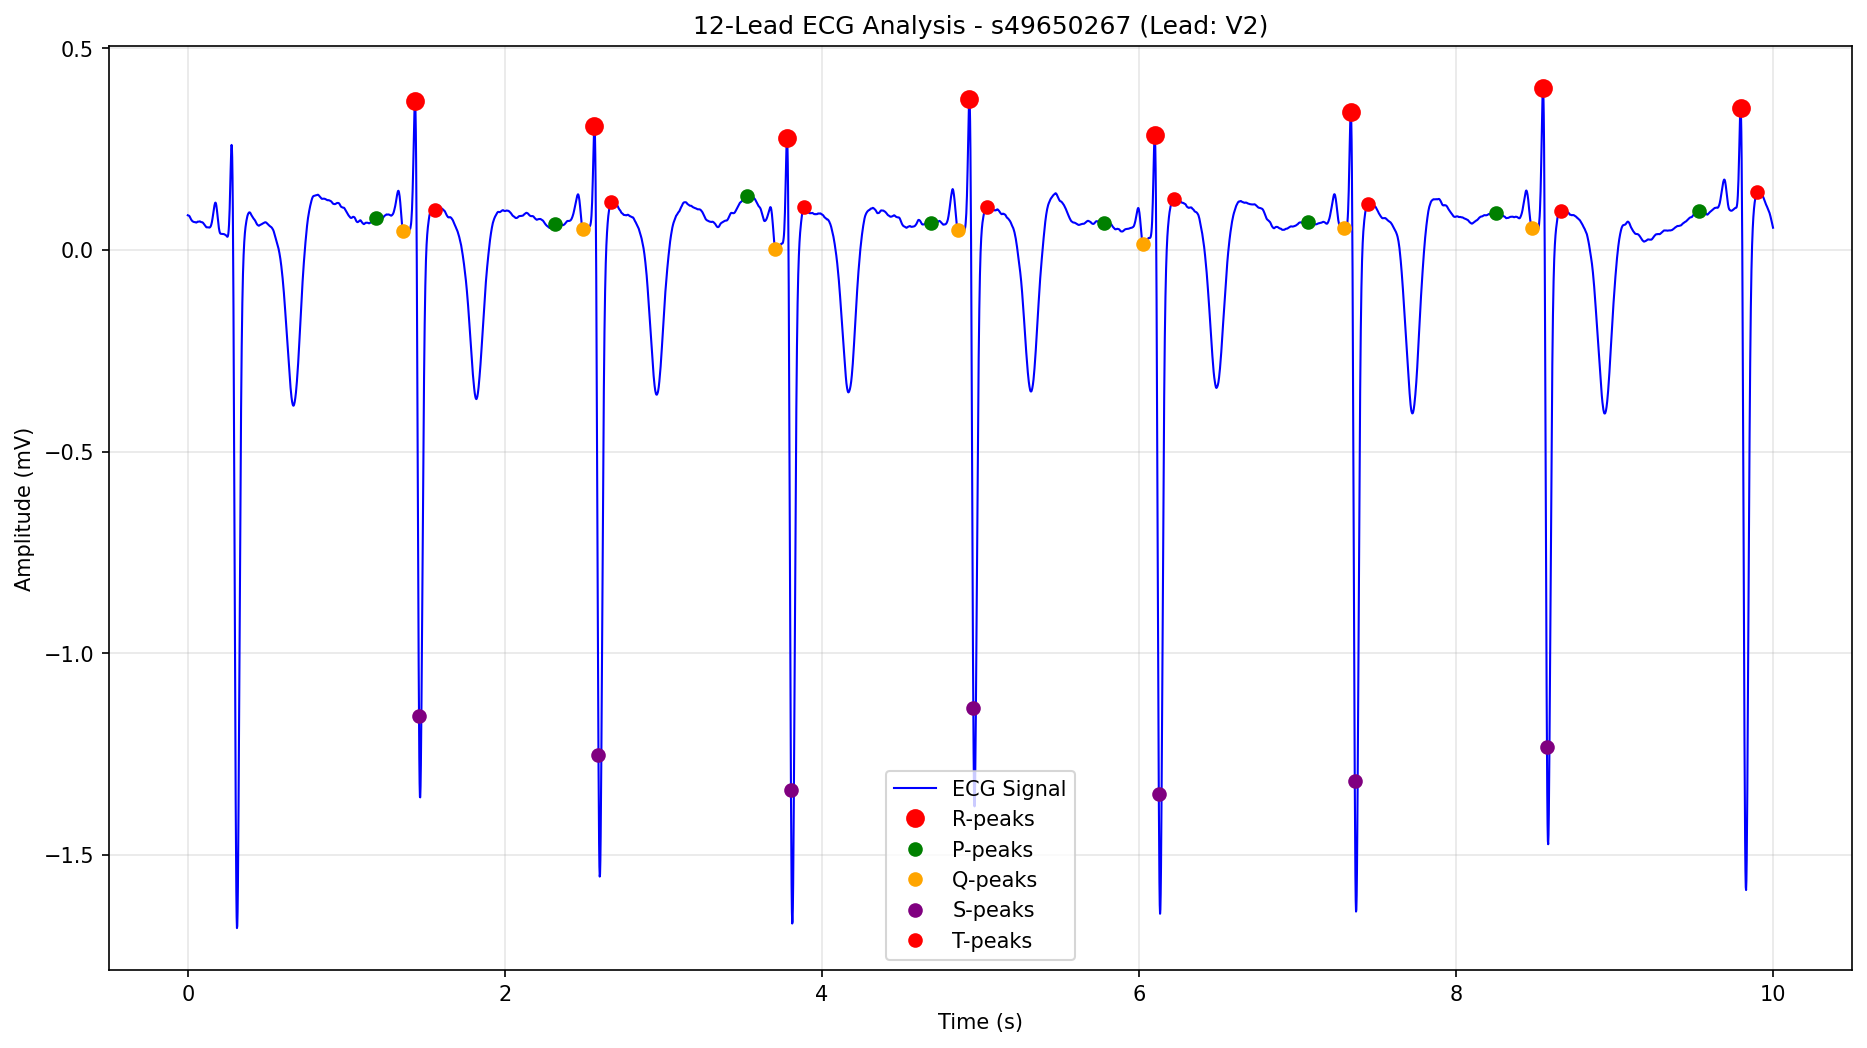 12-Lead ECG Analysis - s49650267 (Lead: V2)
Amplitude (mV)
0.5
0.0
−0.5
−1.0
−1.5
ECG Signal
R-peaks
P-peaks
Q-peaks
S-peaks
T-peaks
0 2 4 6 8 10
Time (s)